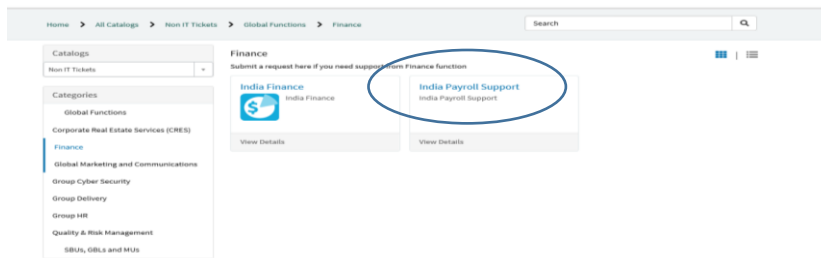 Home > All Catalogs > Non IT Tickets > Global Functions > Finance
Search
Catalogs
Non IT Tickets
Categories
Global Functions
Corporate Real Estate Services (CRES)
Finance
Global Marketing and Communications
Group Cyber Security
Group Delivery
Group HR
Quality & Risk Management
SBUs, GBLs and MUs
Finance
Submit a request here if you need support from Finance function
India Finance
India Finance
View Details
India Payroll Support
India Payroll Support
View Details